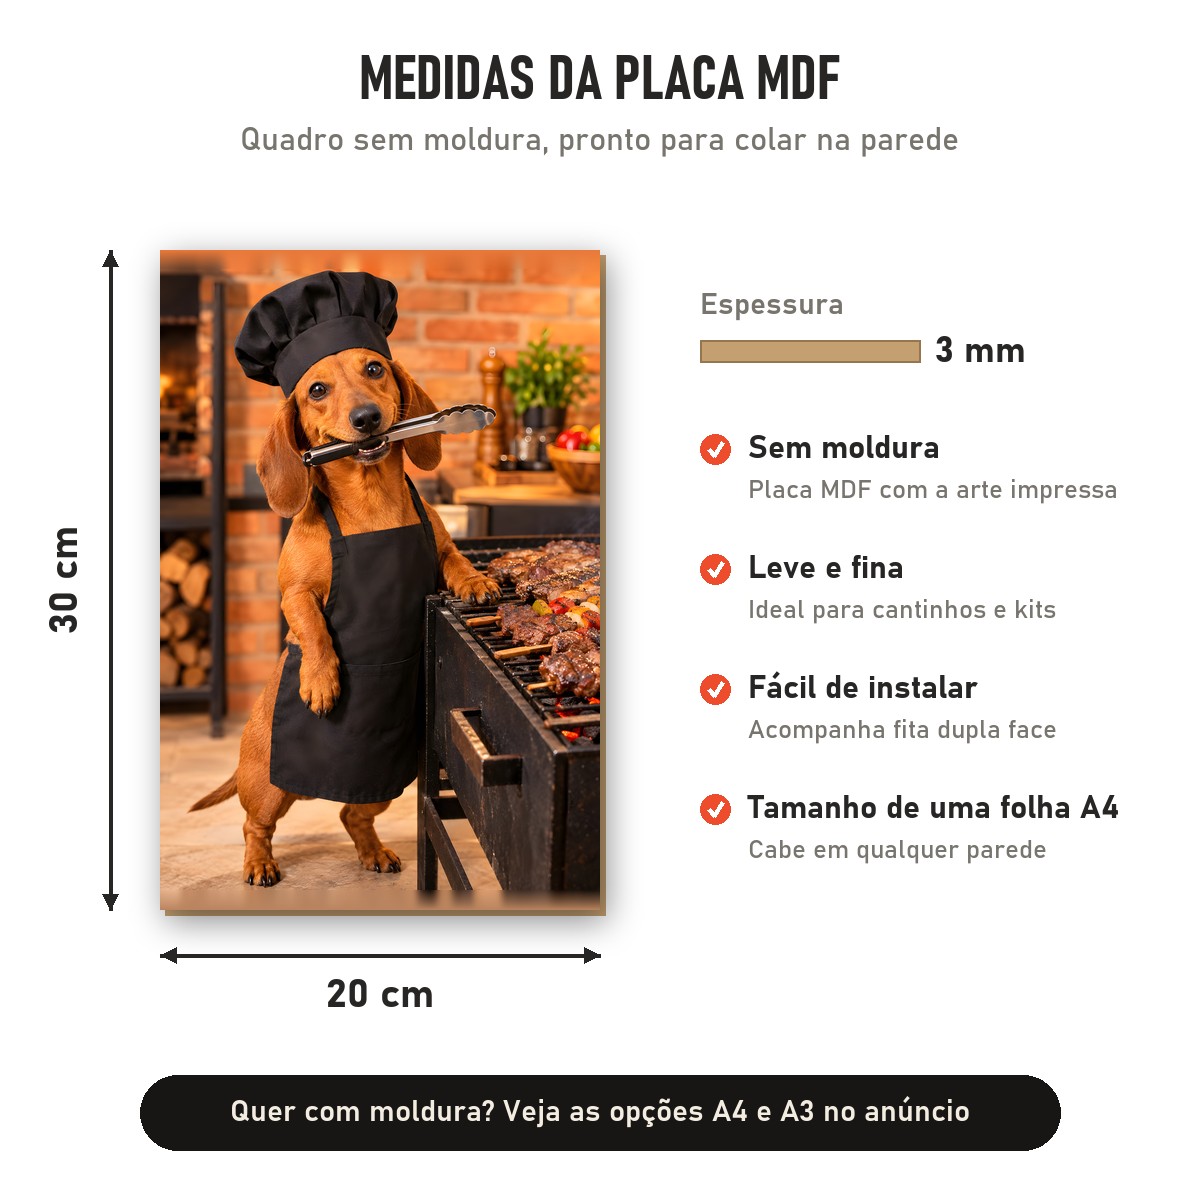 MEDIDAS DA PLACA MDF
Quadro sem moldura, pronto para colar na parede
30 cm
20 cm
Espessura
3 mm
Sem moldura
Placa MDF com a arte impressa
Leve e fina
Ideal para cantinhos e kits
Fácil de instalar
Acompanha fita dupla face
Tamanho de uma folha A4
Cabe em qualquer parede
Quer com moldura? Veja as opções A4 e A3 no anúncio